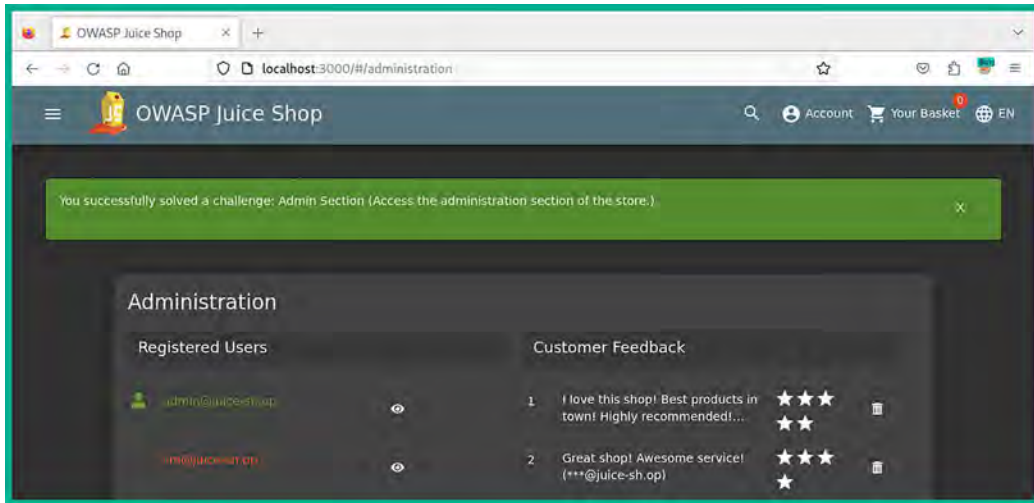 OWASP Juice Shop
localhost:3000/#/administration
OWASP Juice Shop
Account
0
Your Basket
EN
You successfully solved a challenge: Admin Section (Access the administration section of the store.)
X
Administration
Registered Users
Customer Feedback
admin@juice-sh.op
1
I love this shop! Best products in
town! Highly recommended!...
2
Great shop! Awesome service!
(***@juice-sh.op)